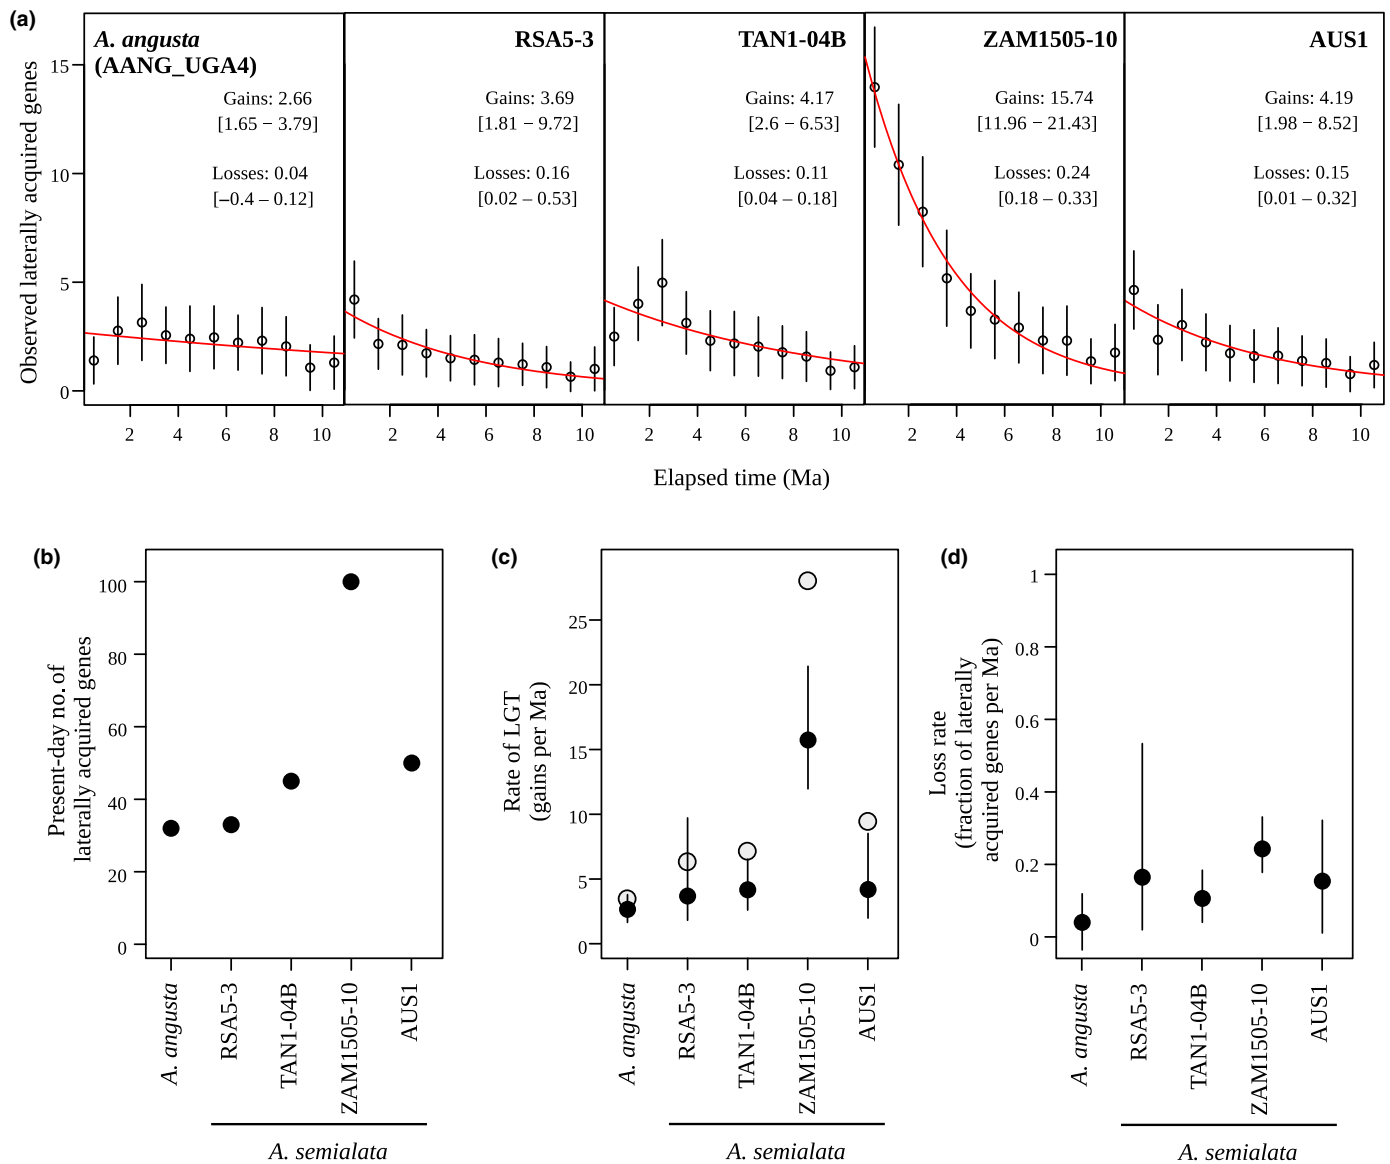 (a)
Observed laterally acquired genes
15
10
5
0
A. angusta
(AANG_UGA4)
Gains: 2.66
[1.65 − 3.79]
Losses: 0.04
[−0.4 – 0.12]
2 4 6 8 10
RSA5-3
Gains: 3.69
[1.81 − 9.72]
Losses: 0.16
[0.02 – 0.53]
2 4 6 8 10
TAN1-04B
Gains: 4.17
[2.6 − 6.53]
Losses: 0.11
[0.04 – 0.18]
2 4 6 8 10
ZAM1505-10
Gains: 15.74
[11.96 − 21.43]
Losses: 0.24
[0.18 – 0.33]
2 4 6 8 10
AUS1
Gains: 4.19
[1.98 – 8.52]
Losses: 0.15
[0.01 – 0.32]
2 4 6 8 10
Elapsed time (Ma)
(b)
Present-day no. of
laterally acquired genes
100
80
60
40
20
0
A. angusta
RSA5-3
TAN1-04B
ZAM1505-10
AUS1
A. semialata
(c)
Rate of LGT
(gains per Ma)
25
20
15
10
5
0
A. angusta
RSA5-3
TAN1-04B
ZAM1505-10
AUS1
A. semialata
(d)
Loss rate
(fraction of laterally
acquired genes per Ma)
1
0.8
0.6
0.4
0.2
0
A. angusta
RSA5-3
TAN1-04B
ZAM1505-10
AUS1
A. semialata